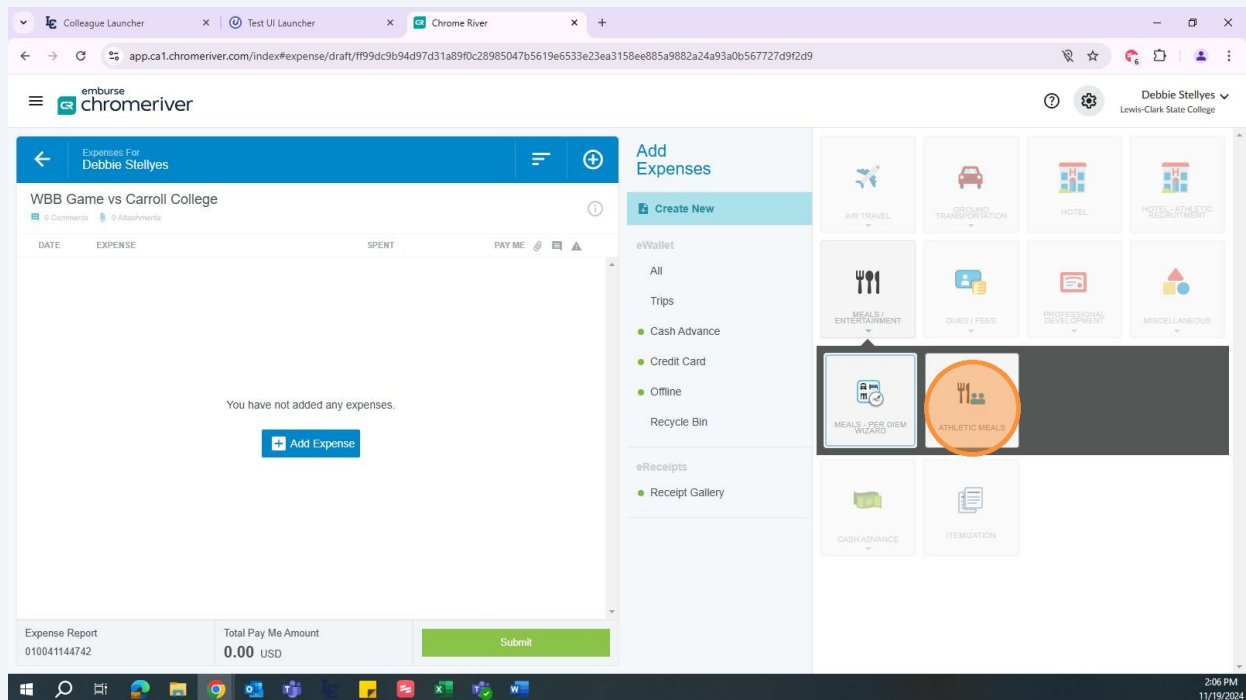 Colleague Launcher
Test UI Launcher
Chrome River
app.ca1.chromeriver.com/index#expense/draft/ff99dc9b94d97d31a89f0c28985047b5619e6533e23ea3158ee885a9882a24a93a0b567727d9f2d9
6
emburse
chromeriver
Debbie Stellyes
Lewis-Clark State College
Expenses For
Debbie Stellyes
WBB Game vs Carroll College
0 Comments 0 Attachments
DATE EXPENSE SPENT PAY ME
You have not added any expenses.
Add Expense
Expense Report
010041144742
Total Pay Me Amount
0.00 USD
Submit
Add
Expenses
Create New
eWallet
All
Trips
Cash Advance
Credit Card
Offline
Recycle Bin
eReceipts
Receipt Gallery
AIR TRAVEL
GROUND
TRANSPORTATION
HOTEL
HOTEL - ATHLETIC
RECRUITMENT
MEALS /
ENTERTAINMENT
DUES / FEES
PROFESSIONAL
DEVELOPMENT
MISCELLANEOUS
MEALS - PER DIEM
WIZARD
ATHLETIC MEALS
CASH ADVANCE
ITEMIZATION
2:06 PM
11/19/2024